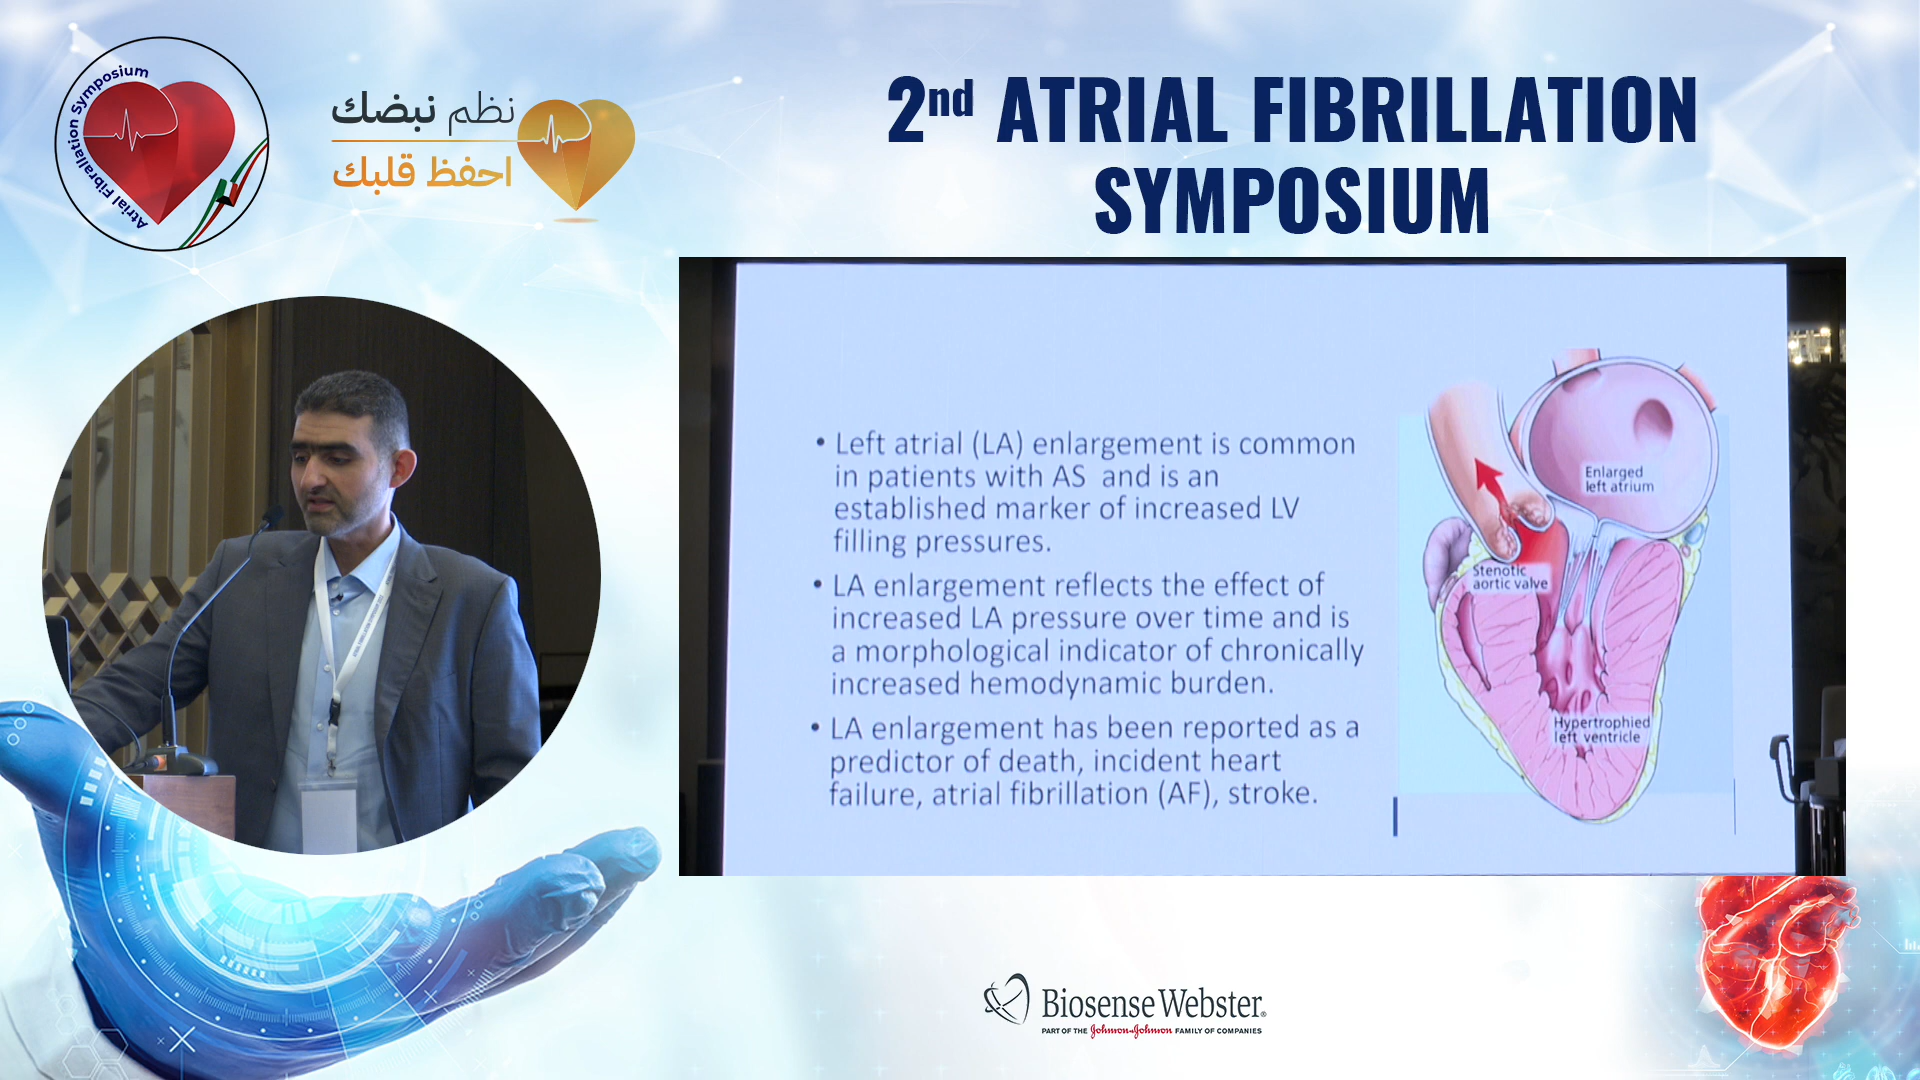 Atrial Fibrallation Symposium
نظم نبضك
احفظ قلبك
2nd ATRIAL FIBRILLATION
SYMPOSIUM
• Left atrial (LA) enlargement is common
in patients with AS and is an
established marker of increased LV
filling pressures.
• LA enlargement reflects the effect of
increased LA pressure over time and is
a morphological indicator of chronically
increased hemodynamic burden.
• LA enlargement has been reported as a
predictor of death, incident heart
failure, atrial fibrillation (AF), stroke.
Enlarged
left atrium
Stenotic
aortic valve
Hypertrophied
left ventricle
Biosense Webster®
PART OF THE Johnson&Johnson FAMILY OF COMPANIES